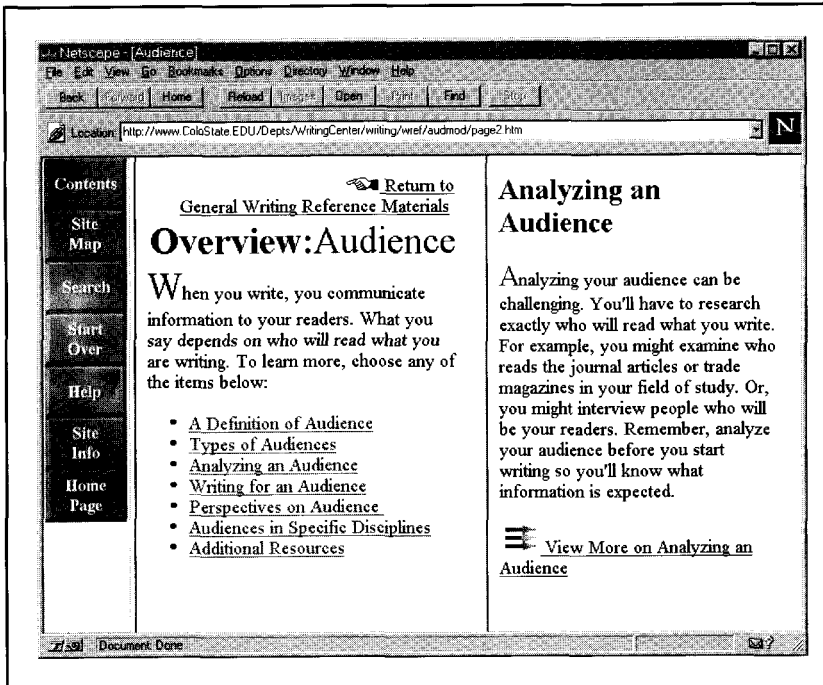 Netscape - [Audience]
File Edit View Go Bookmarks Options Directory Window Help
Back Forward Home Reload Images Open Print Find Stop
Location: http://www.ColoState.EDU/Depts/WritingCenter/writing/wref/audmod/page2.htm
N
Contents
Site
Map
Search
Start
Over
Help
Site
Info
Home
Page
Return to
General Writing Reference Materials
Overview:Audience
When you write, you communicate
information to your readers. What you
say depends on who will read what you
are writing. To learn more, choose any of
the items below:
• A Definition of Audience
• Types of Audiences
• Analyzing an Audience
• Writing for an Audience
• Perspectives on Audience
• Audiences in Specific Disciplines
• Additional Resources
Analyzing an
Audience
Analyzing your audience can be
challenging. You'll have to research
exactly who will read what you write.
For example, you might examine who
reads the journal articles or trade
magazines in your field of study. Or,
you might interview people who will
be your readers. Remember, analyze
your audience before you start
writing so you'll know what
information is expected.
View More on Analyzing an
Audience
Document: Done
?